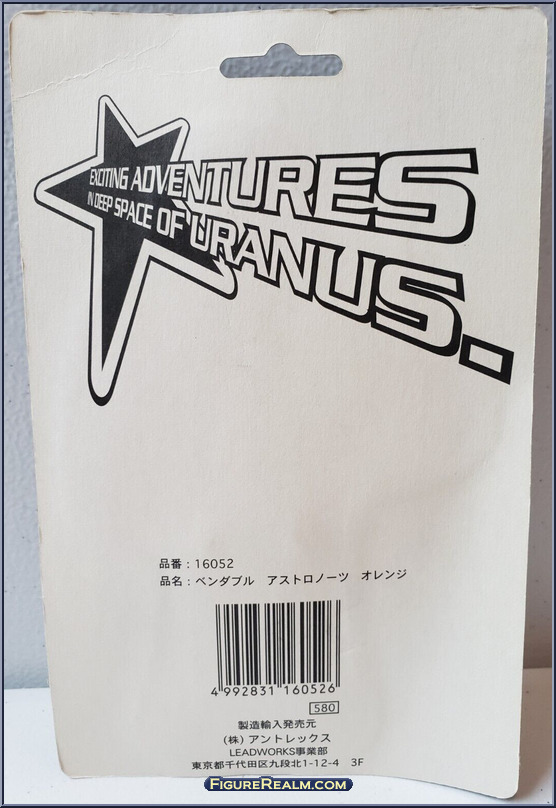 EXCITING ADVENTURES
IN DEEP SPACE OF URANUS.
品番：16052
品名：ベンダブル　アストロノーツ　オレンジ
4 992831 160526
580
製造輸入発売元
(株) アントレックス
LEADWORKS事業部
東京都千代田区九段北1-12-4　3F
FIGUREREALM.COM